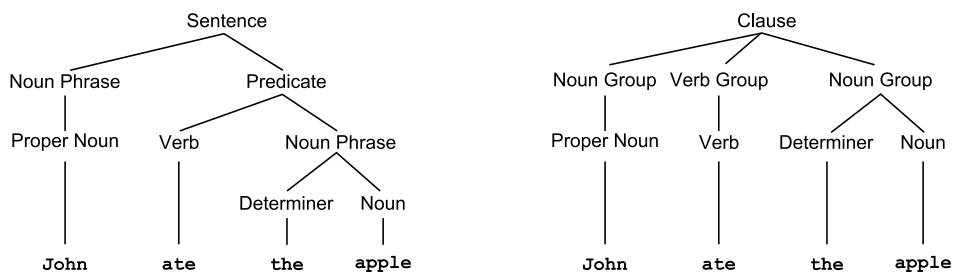 Sentence
Noun Phrase Predicate
Proper Noun Verb Noun Phrase
Determiner Noun
John ate the apple
Clause
Noun Group Verb Group Noun Group
Proper Noun Verb Determiner Noun
John ate the apple